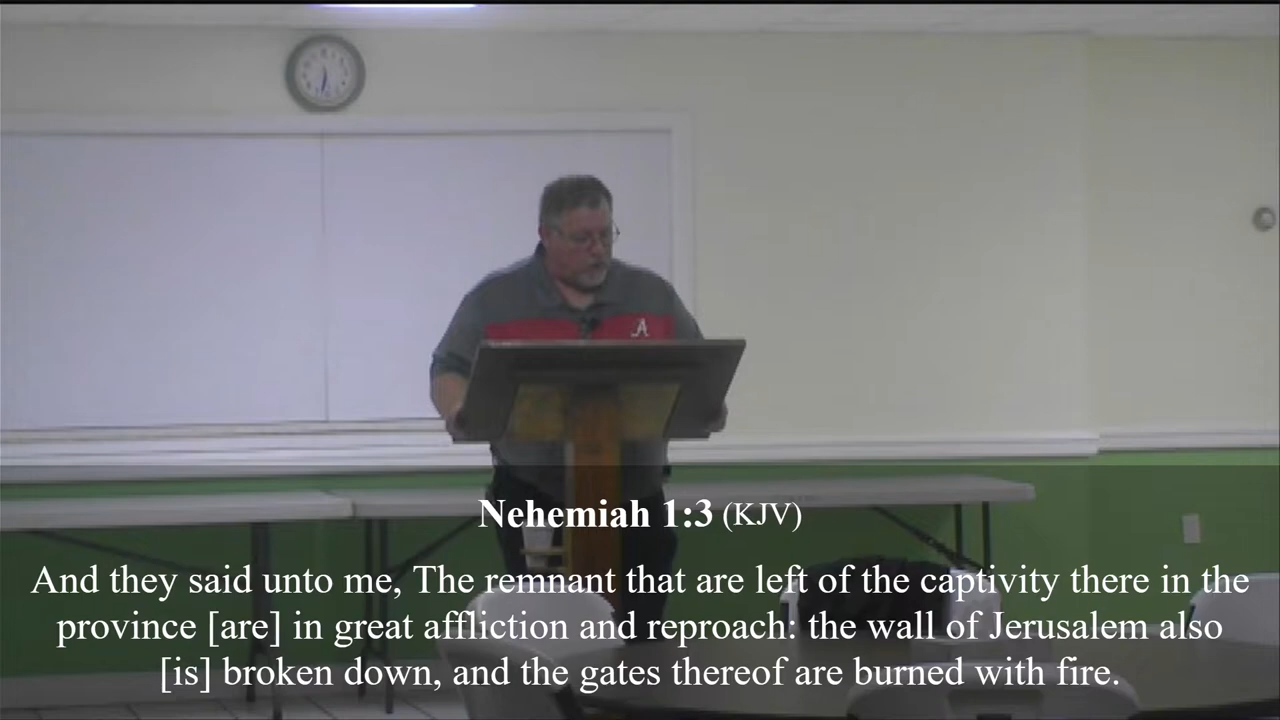 A
Nehemiah 1:3 (KJV)
And they said unto me, The remnant that are left of the captivity there in the
province [are] in great affliction and reproach: the wall of Jerusalem also
[is] broken down, and the gates thereof are burned with fire.